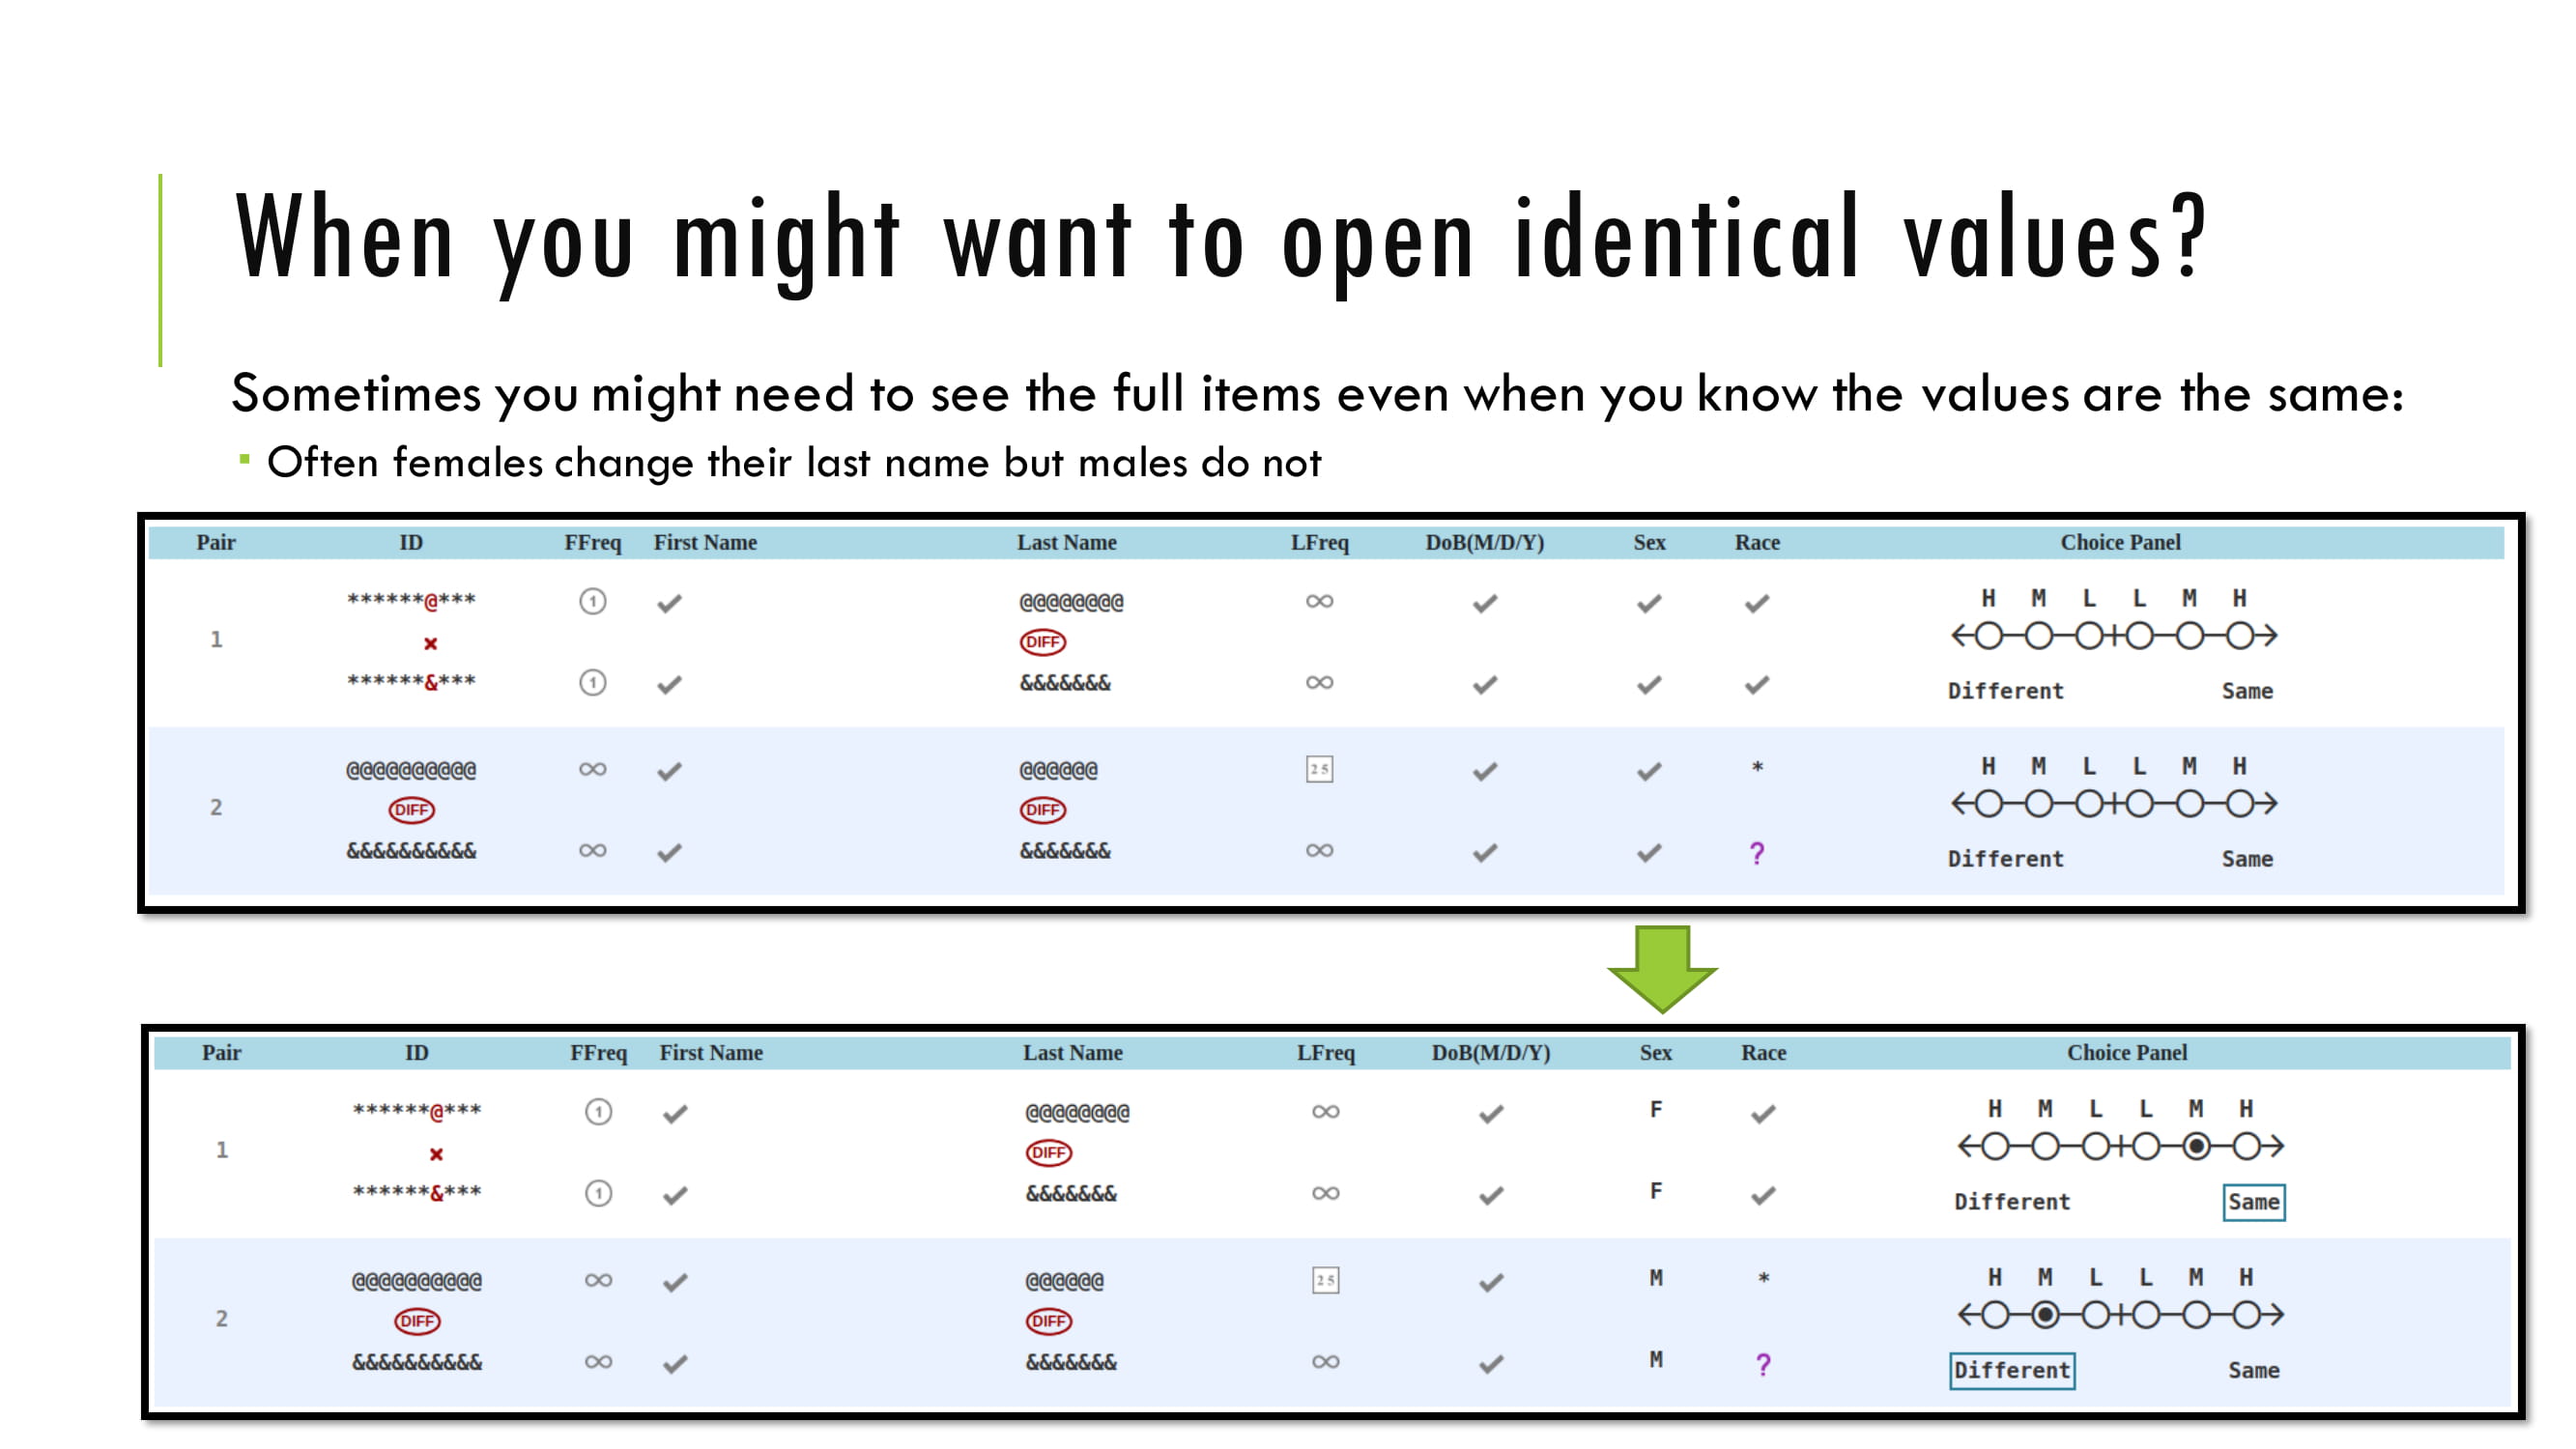 When you might want to open identical values?
Sometimes you might need to see the full items even when you know the values are the same:
▪ Often females change their last name but males do not
Pair ID FFreq First Name Last Name LFreq DoB(M/D/Y) Sex Race Choice Panel
******@*** 1 ✔ @@@@@@@@ ∞ ✔ ✔ ✔ H M L L M H
1 ✖ DIFF
******&*** 1 ✔ &&&&&&& ∞ ✔ ✔ ✔ Different Same
@@@@@@@@@@ ∞ ✔ @@@@@@ 25 ✔ ✔ * H M L L M H
2 DIFF DIFF
&&&&&&&&&& ∞ ✔ &&&&&&& ∞ ✔ ✔ ? Different Same
Pair ID FFreq First Name Last Name LFreq DoB(M/D/Y) Sex Race Choice Panel
******@*** 1 ✔ @@@@@@@@ ∞ ✔ F ✔ H M L L M H
1 ✖ DIFF
******&*** 1 ✔ &&&&&&& ∞ ✔ F ✔ Different Same
@@@@@@@@@@ ∞ ✔ @@@@@@ 25 ✔ M * H M L L M H
2 DIFF DIFF
&&&&&&&&&& ∞ ✔ &&&&&&& ∞ ✔ M ? Different Same